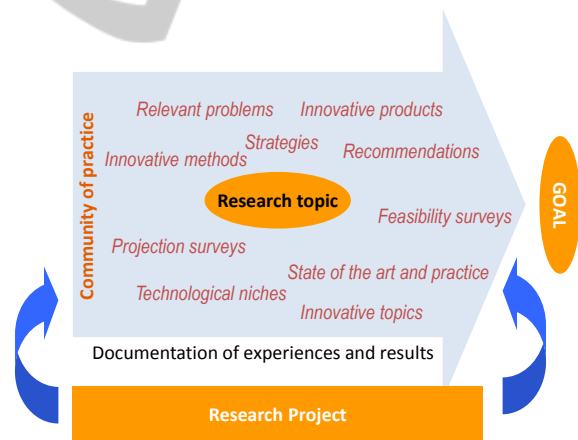 Community of practice
Relevant problems
Innovative products
Strategies
Innovative methods
Recommendations
Research topic
Feasibility surveys
GOAL
Projection surveys
State of the art and practice
Technological niches
Innovative topics
Documentation of experiences and results
Research Project